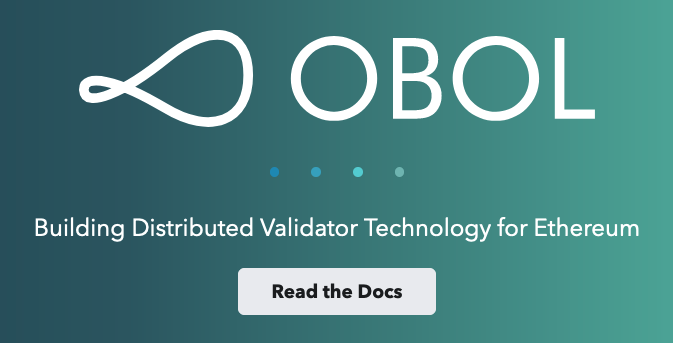 OBOL
Building Distributed Validator Technology for Ethereum
Read the Docs